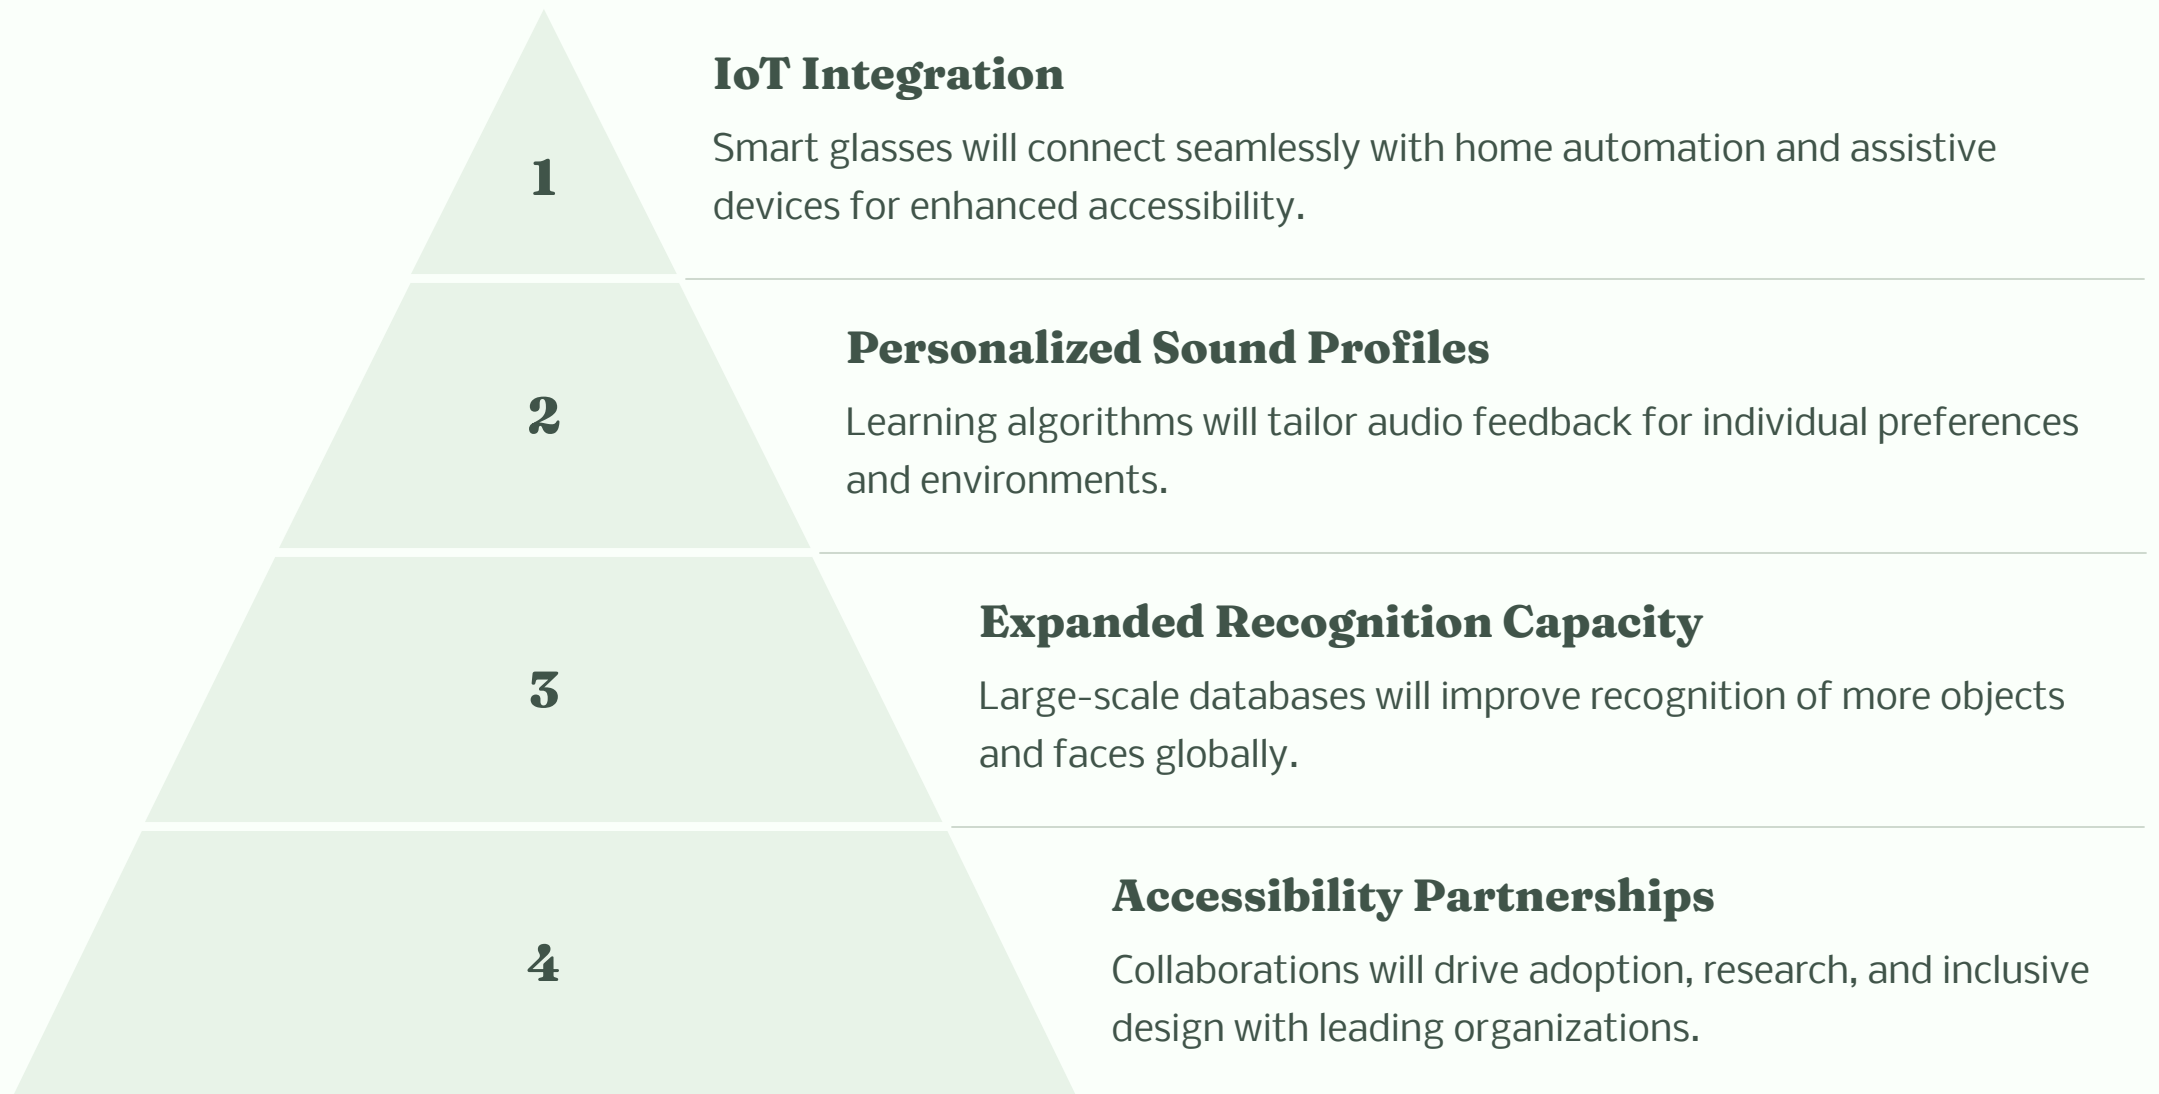 1
IoT Integration
Smart glasses will connect seamlessly with home automation and assistive
devices for enhanced accessibility.
2
Personalized Sound Profiles
Learning algorithms will tailor audio feedback for individual preferences
and environments.
3
Expanded Recognition Capacity
Large-scale databases will improve recognition of more objects
and faces globally.
4
Accessibility Partnerships
Collaborations will drive adoption, research, and inclusive
design with leading organizations.